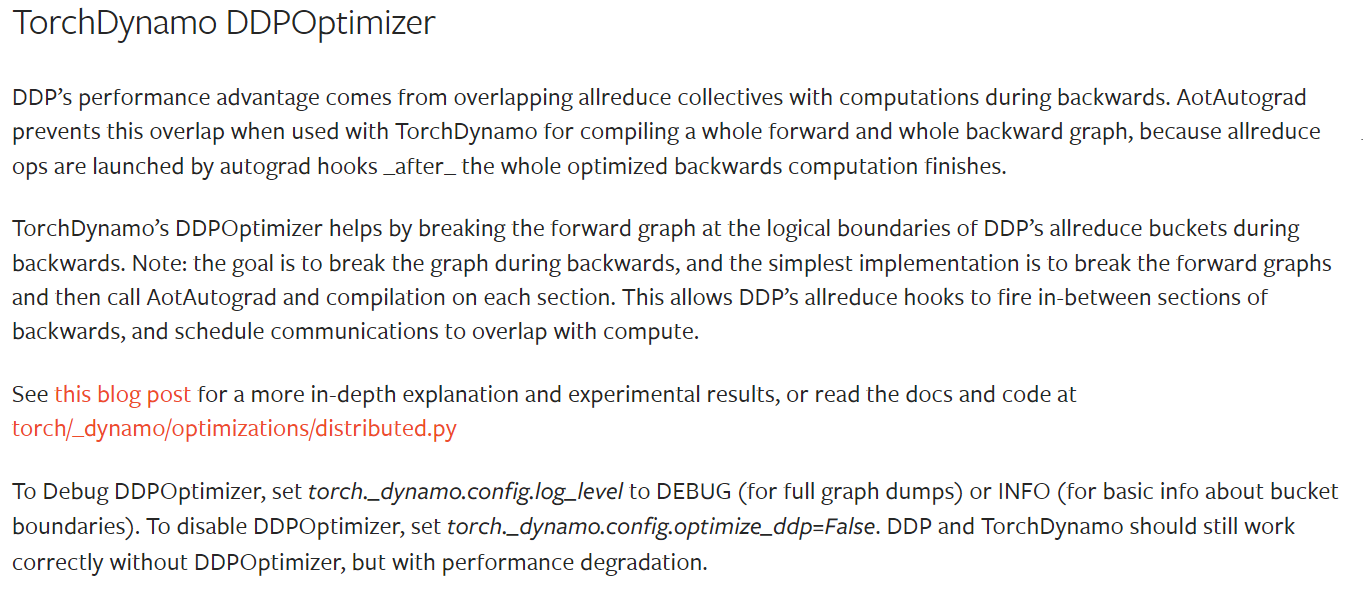 TorchDynamo DDPOptimizer
DDP’s performance advantage comes from overlapping allreduce collectives with computations during backwards. AotAutograd
prevents this overlap when used with TorchDynamo for compiling a whole forward and whole backward graph, because allreduce
ops are launched by autograd hooks _after_ the whole optimized backwards computation finishes.
TorchDynamo’s DDPOptimizer helps by breaking the forward graph at the logical boundaries of DDP’s allreduce buckets during
backwards. Note: the goal is to break the graph during backwards, and the simplest implementation is to break the forward graphs
and then call AotAutograd and compilation on each section. This allows DDP’s allreduce hooks to fire in-between sections of
backwards, and schedule communications to overlap with compute.
See this blog post for a more in-depth explanation and experimental results, or read the docs and code at
torch/_dynamo/optimizations/distributed.py
To Debug DDPOptimizer, set torch._dynamo.config.log_level to DEBUG (for full graph dumps) or INFO (for basic info about bucket
boundaries). To disable DDPOptimizer, set torch._dynamo.config.optimize_ddp=False. DDP and TorchDynamo should still work
correctly without DDPOptimizer, but with performance degradation.